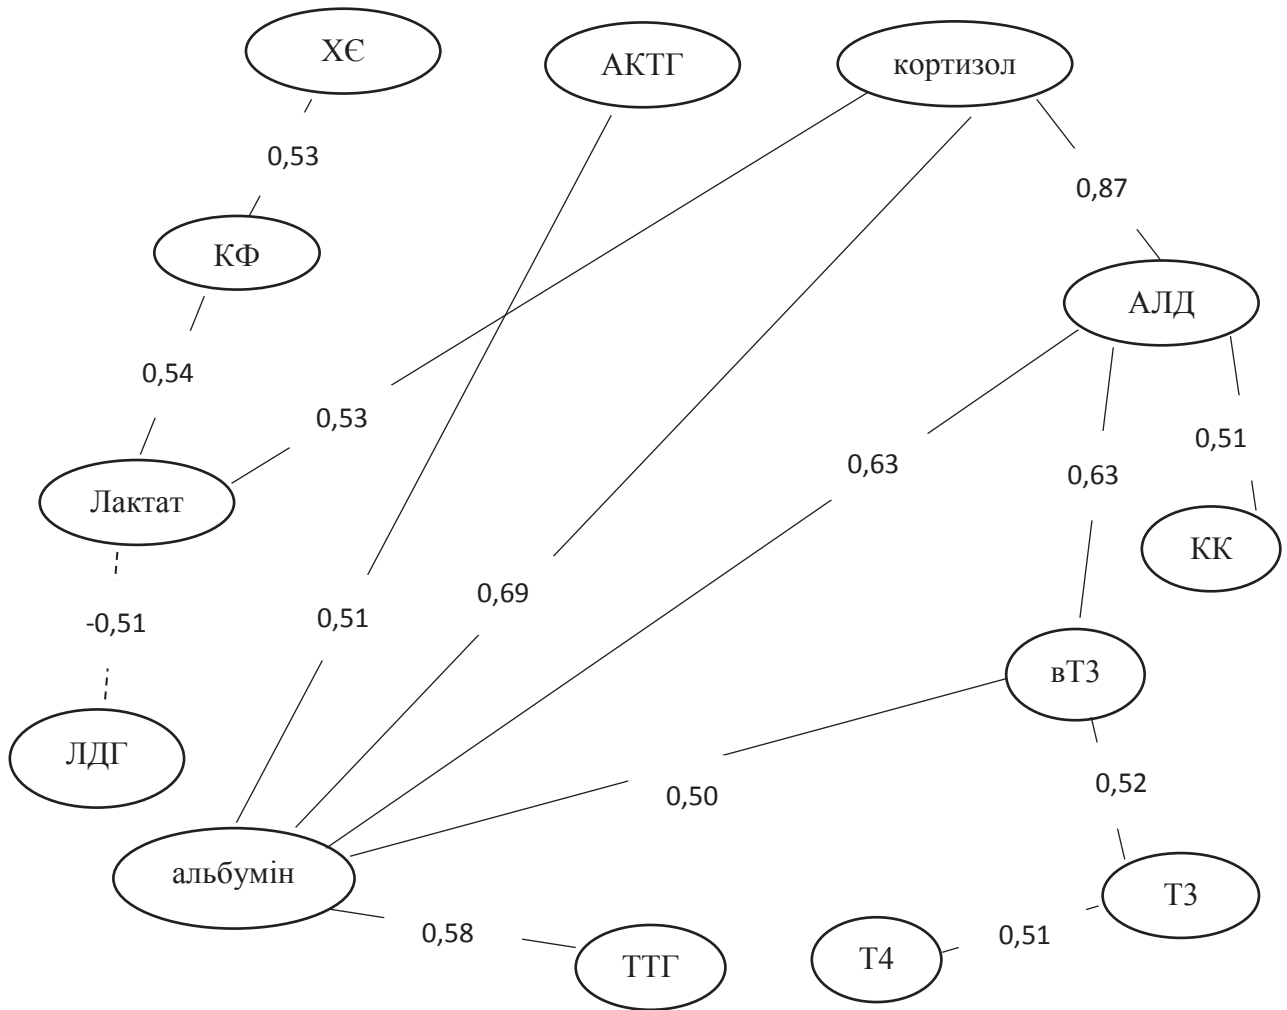 ХЄ
АКТГ
кортизол
0,53
0,87
КФ
АЛД
0,54
0,53
0,51
0,63
0,63
Лактат
КК
0,69
0,51
-0,51
вТ3
ЛДГ
0,50
0,52
альбумін
Т3
0,58
0,51
ТТГ
Т4